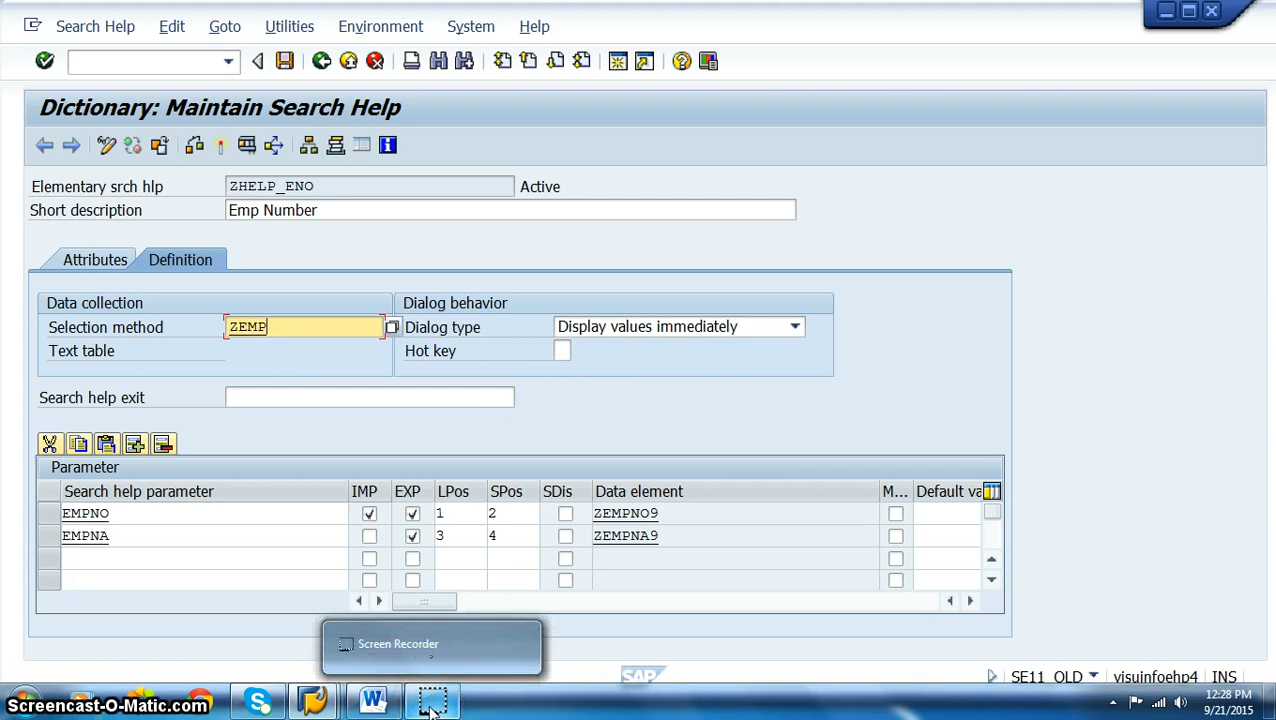 Search Help Edit Goto Utilities Environment System Help
Dictionary: Maintain Search Help
Elementary srch hlp ZHELP_ENO Active
Short description Emp Number
Attributes Definition
Data collection Dialog behavior
Selection method ZEMP Dialog type Display values immediately
Text table Hot key
Search help exit
Parameter
Search help parameter IMP EXP LPos SPos SDis Data element M... Default va
EMPNO 1 2 ZEMPNO9
EMPNA 3 4 ZEMPNA9
Screen Recorder
SAP SE11_OLD visuinfoehp4 INS
Screencast-O-Matic.com
12:28 PM
9/21/2015